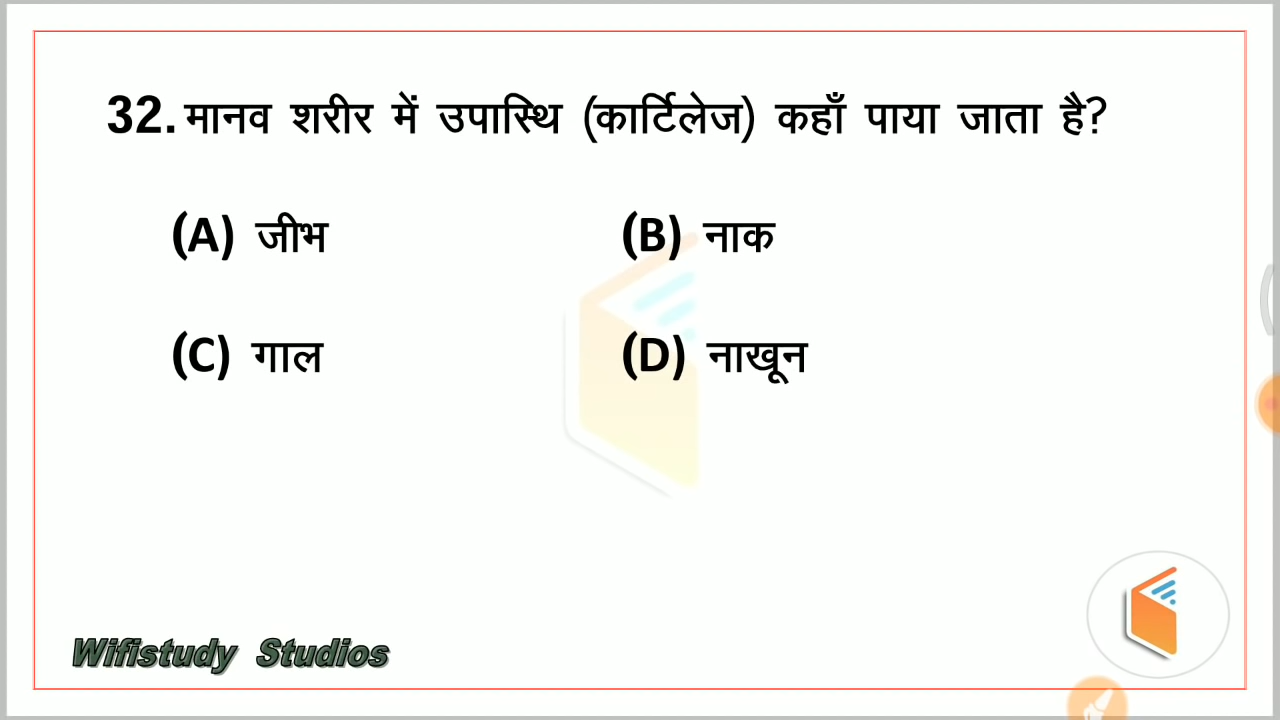 32. मानव शरीर में उपास्थि (कार्टिलेज) कहाँ पाया जाता है?
(A) जीभ (B) नाक
(C) गाल (D) नाखून
Wifistudy Studios